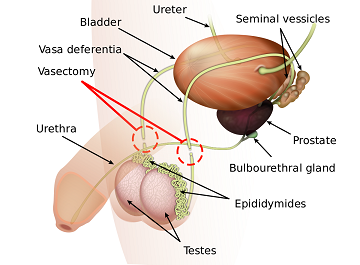 Ureter
Bladder
Seminal vessicles
Vasa deferentia
Vasectomy
Urethra
Prostate
Bulbourethral gland
Epididymides
Testes